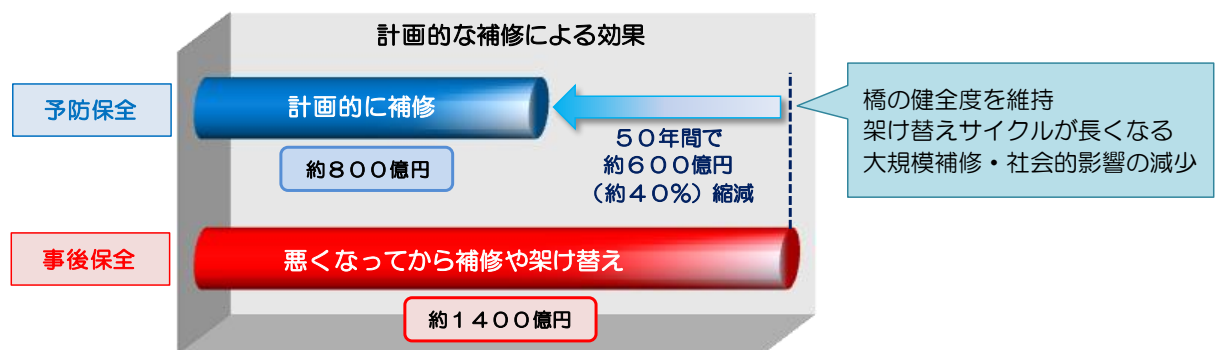 計画的な補修による効果
予防保全
計画的に補修
約８００億円
５０年間で
約６００億円
（約４０％）縮減
橋の健全度を維持
架け替えサイクルが長くなる
大規模補修・社会的影響の減少
事後保全
悪くなってから補修や架け替え
約１４００億円